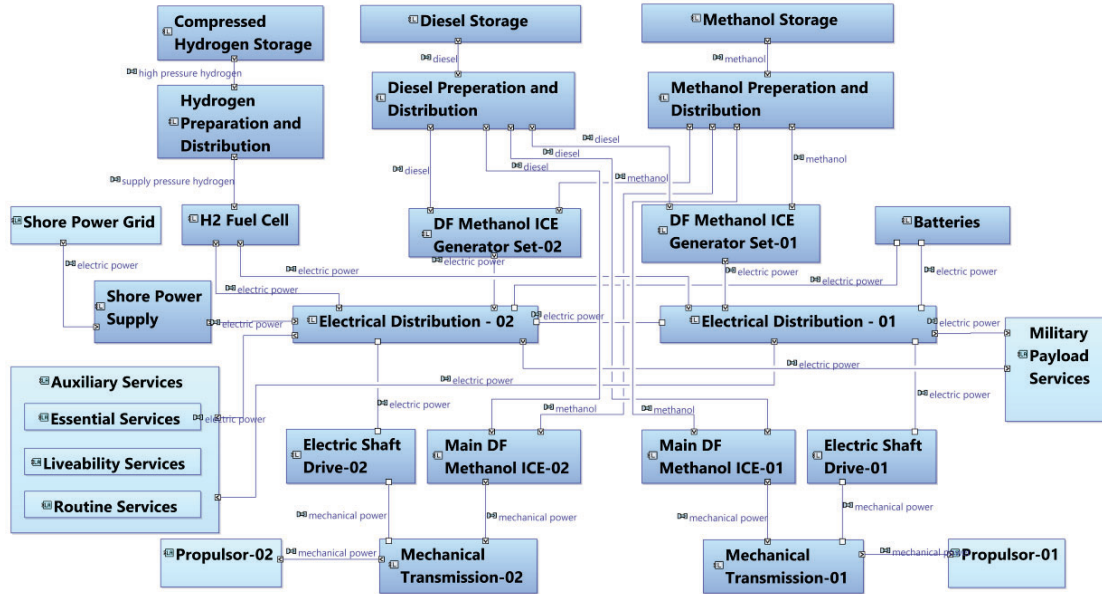 Compressed
Hydrogen Storage
Diesel Storage
Methanol Storage
high pressure hydrogen
diesel
methanol
Hydrogen
Preparation and
Distribution
Diesel Preperation and
Distribution
Methanol Preperation and
Distribution
diesel
diesel
methanol
diesel
diesel
methanol
supply pressure hydrogen
Shore Power Grid
H2 Fuel Cell
DF Methanol ICE
Generator Set-02
DF Methanol ICE
Generator Set-01
Batteries
electric power
electric power
electric power
electric power
electric power
electric power
electric power
Shore Power
Supply
electric power
Electrical Distribution - 02
electric power
Electrical Distribution - 01
electric power
Military
Payload
Services
Auxiliary Services
electric power
Essential Services
electric power
electric power
methanol
methanol
electric power
Liveability Services
Electric Shaft
Drive-02
Main DF
Methanol ICE-02
Main DF
Methanol ICE-01
Electric Shaft
Drive-01
Routine Services
mechanical power
mechanical power
mechanical power
mechanical power
Propulsor-02
mechanical power
Mechanical
Transmission-02
Mechanical
Transmission-01
mechanical po
Propulsor-01